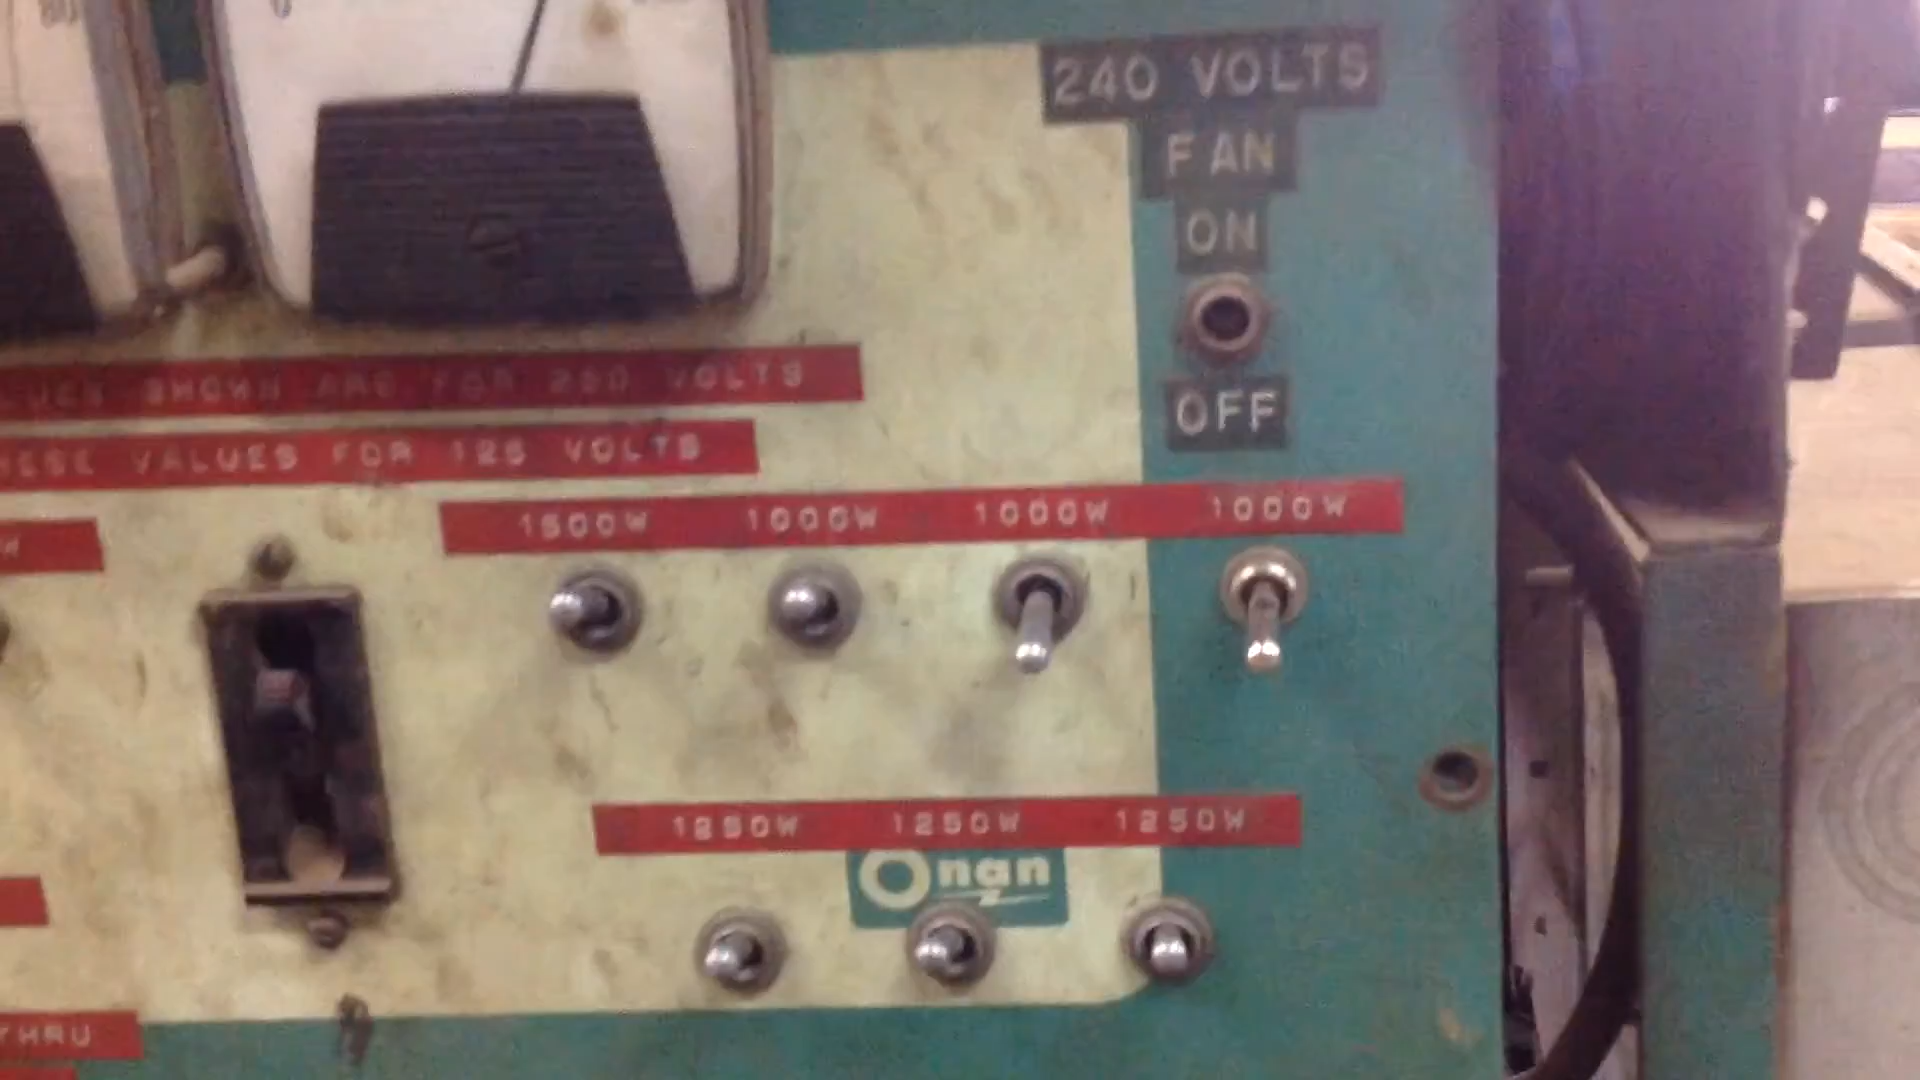 240 VOLTS
FAN
ON
OFF
SHOWN ARE FOR 250 VOLTS
VALUES FOR 125 VOLTS
1500W 1000W 1000W 1000W
1250W 1250W 1250W
Onan
THRU